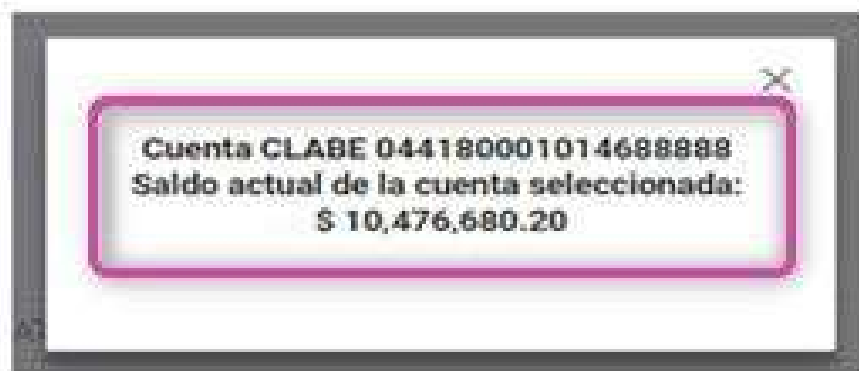 Cuenta CLABE 044180001014688888
Saldo actual de la cuenta seleccionada:
$ 10,476,680.20